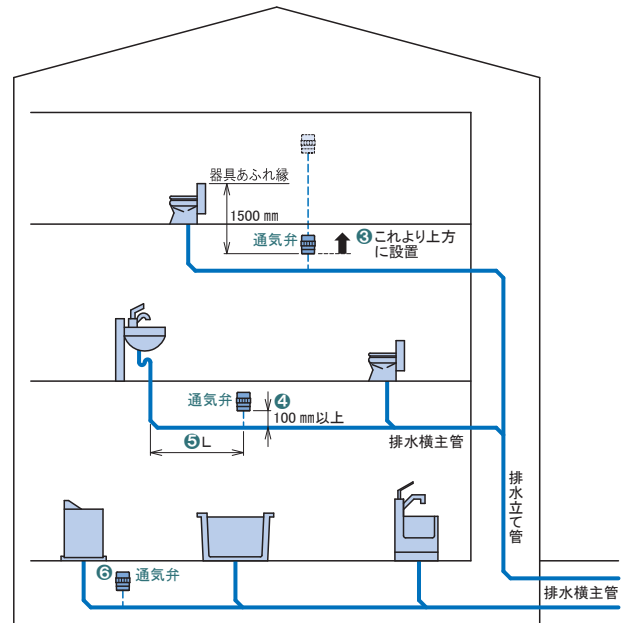 器具あふれ縁
1500 mm
通気弁
❸これより上方
に設置
通気弁
❹
100 mm以上
❺L
排水横主管
排水立て管
❻
通気弁
排水横主管